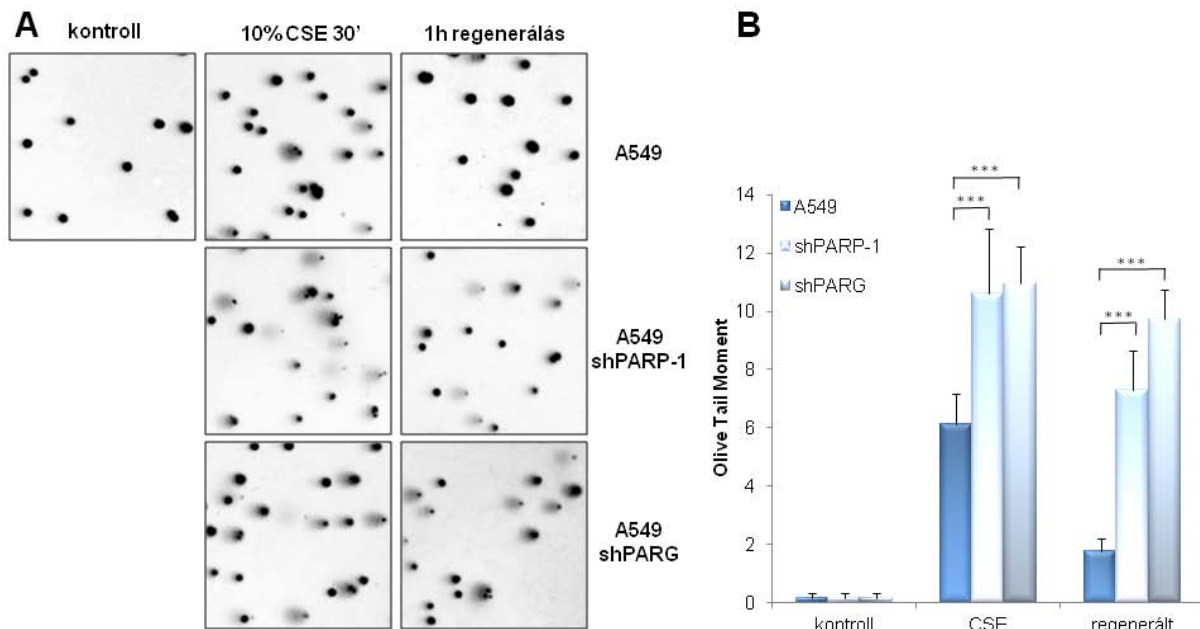 A
kontroll
10% CSE 30'
1h regenerálás
A549
A549
shPARP-1
A549
shPARG
B
14
12
10
8
6
4
2
0
Olive Tail Moment
A549
shPARP-1
shPARG
***
***
***
***
kontroll
CSE
regenerált